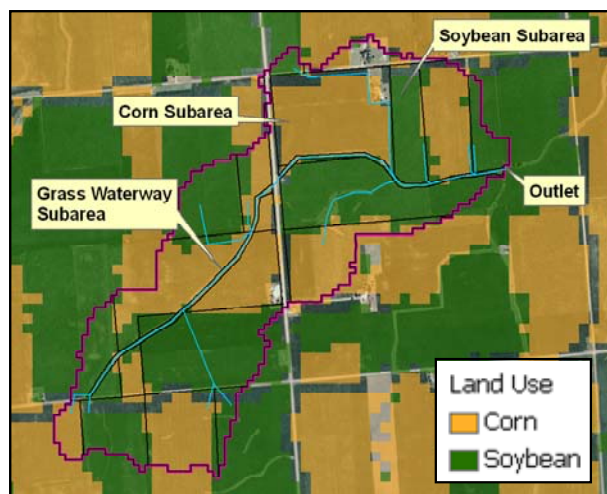 Soybean Subarea
Corn Subarea
Grass Waterway
Subarea
Outlet
Land Use
Corn
Soybean